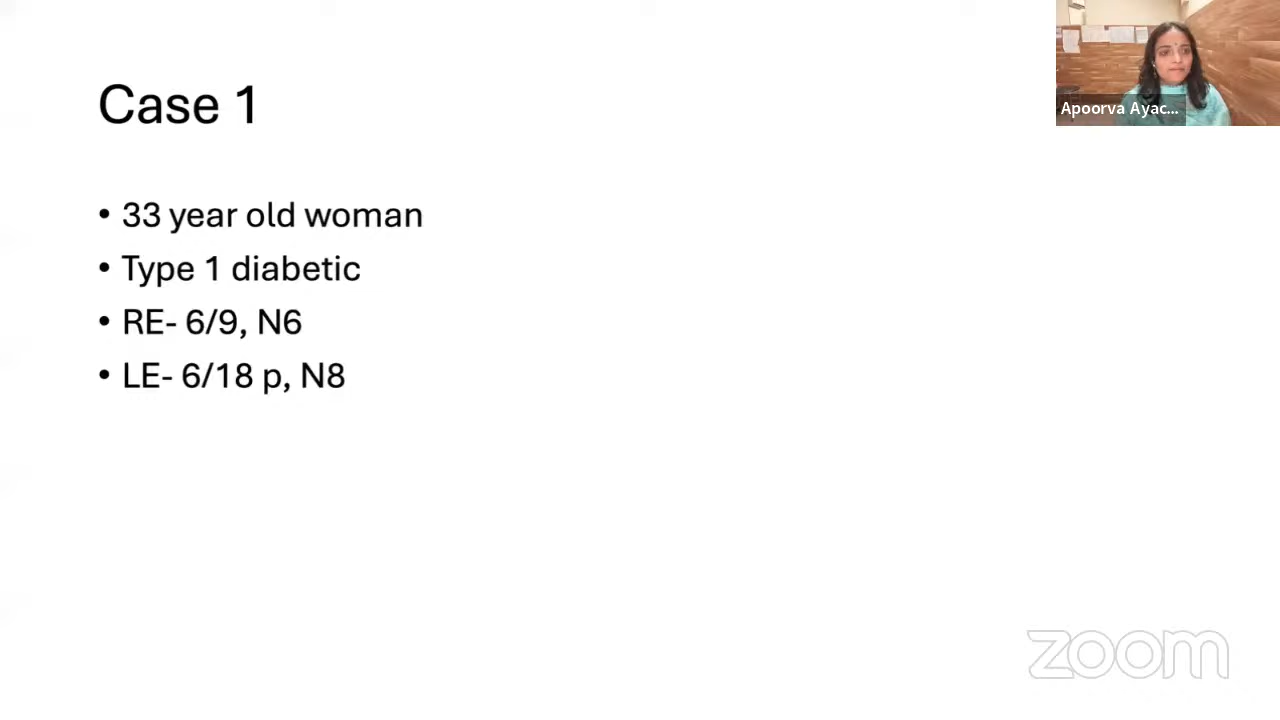 Case 1
• 33 year old woman
• Type 1 diabetic
• RE- 6/9, N6
• LE- 6/18 p, N8
Apoorva Ayac...
zoom